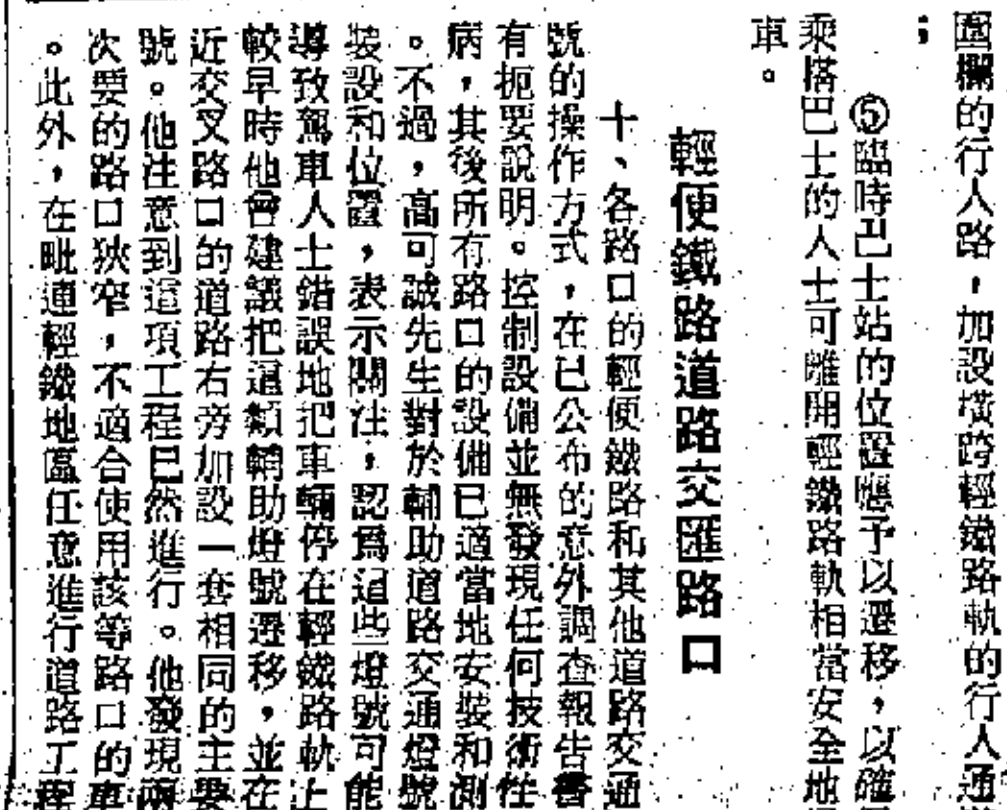 圍欄的行人路，加設橫跨輕鐵路軌的行人通
；
⑤臨時巴士站的位置應予以遷移，以確
乘搭巴士的人士可離開輕鐵路軌相當安全地
車。
輕便鐵路道路交匯路口
十、各路口的輕便鐵路和其他道路交通
號的操作方式，在已公布的意外調查報告書
有扼要說明。控制設備並無發現任何技術性
病，其後所有路口的設備已適當地安裝和測
。不過，高可誠先生對於輔助道路交通燈號
裝設和位置，表示關注，認為這些燈號可能
導致駕車人士錯誤地把車輛停在輕鐵路軌上
較早時他會建議把這類輔助燈號遷移，並在
近交叉路口的道路右旁加設一套相同的主要
號。他注意到這項工程已然進行。他發現兩
次要的路口狹窄，不適合使用該等路口的車
。此外，在毗連輕鐵地區任意進行道路工程